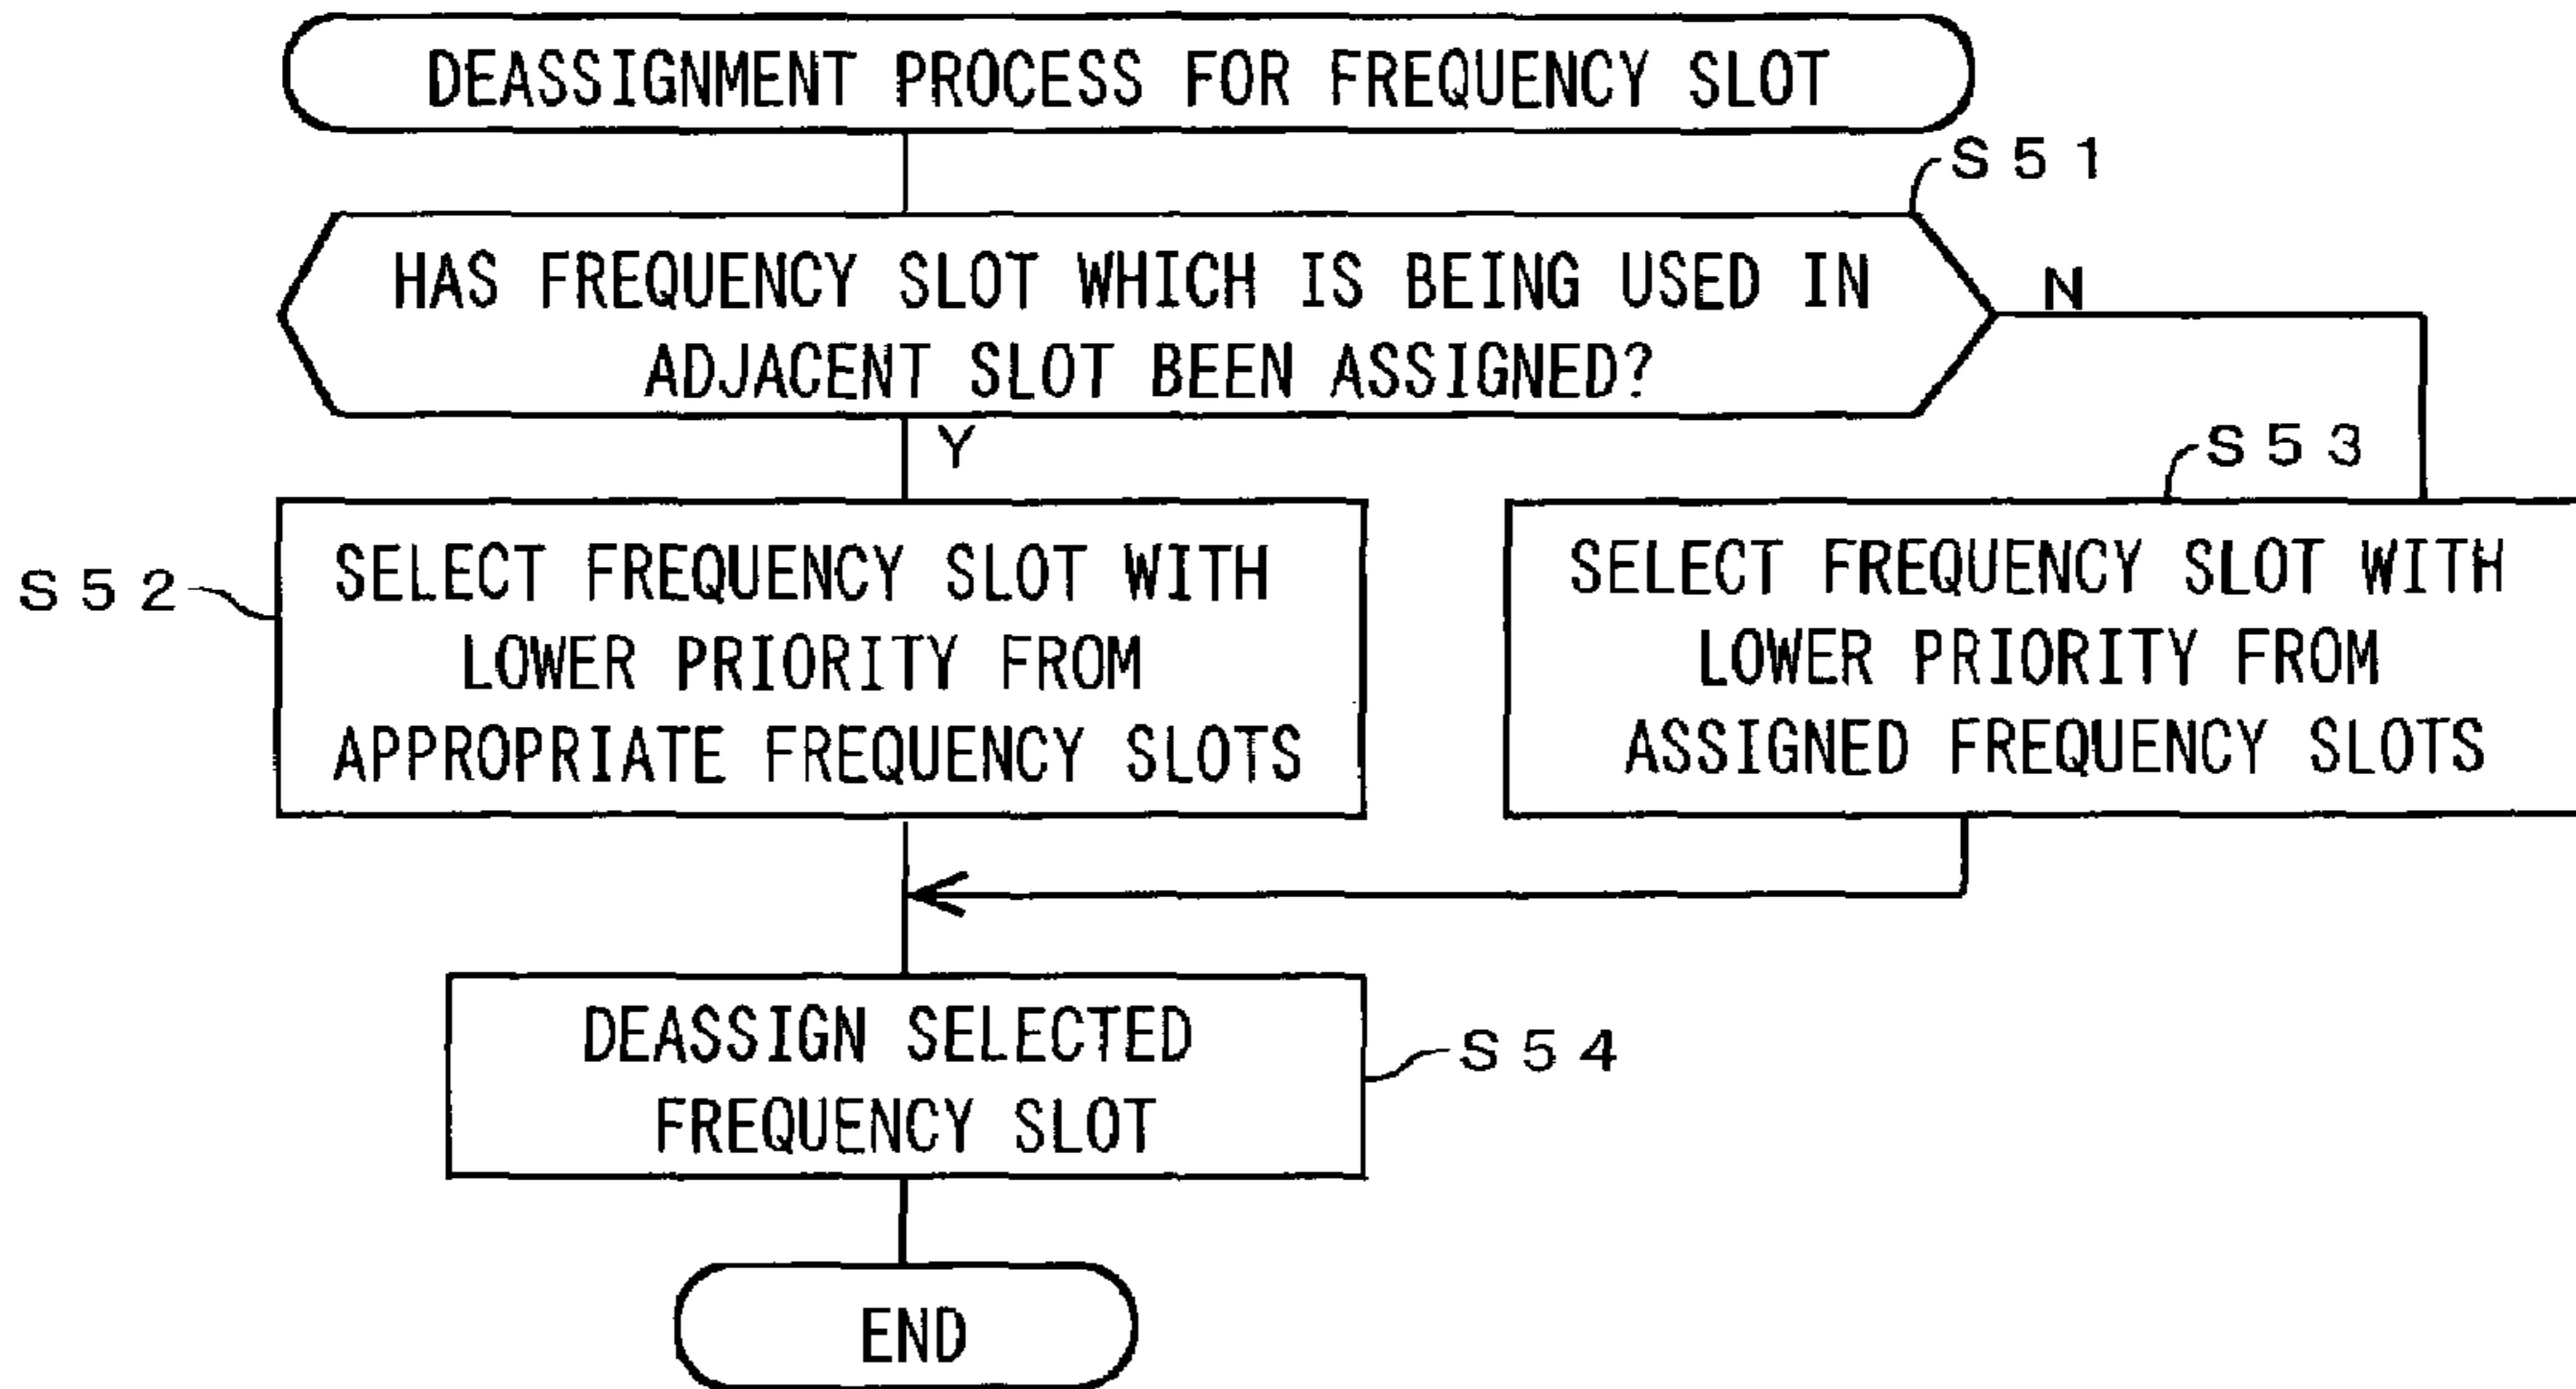 DEASSIGNMENT PROCESS FOR FREQUENCY SLOT
S51
HAS FREQUENCY SLOT WHICH IS BEING USED IN
ADJACENT SLOT BEEN ASSIGNED?
N
Y
S52
SELECT FREQUENCY SLOT WITH
LOWER PRIORITY FROM
APPROPRIATE FREQUENCY SLOTS
S53
SELECT FREQUENCY SLOT WITH
LOWER PRIORITY FROM
ASSIGNED FREQUENCY SLOTS
DEASSIGN SELECTED
FREQUENCY SLOT
S54
END